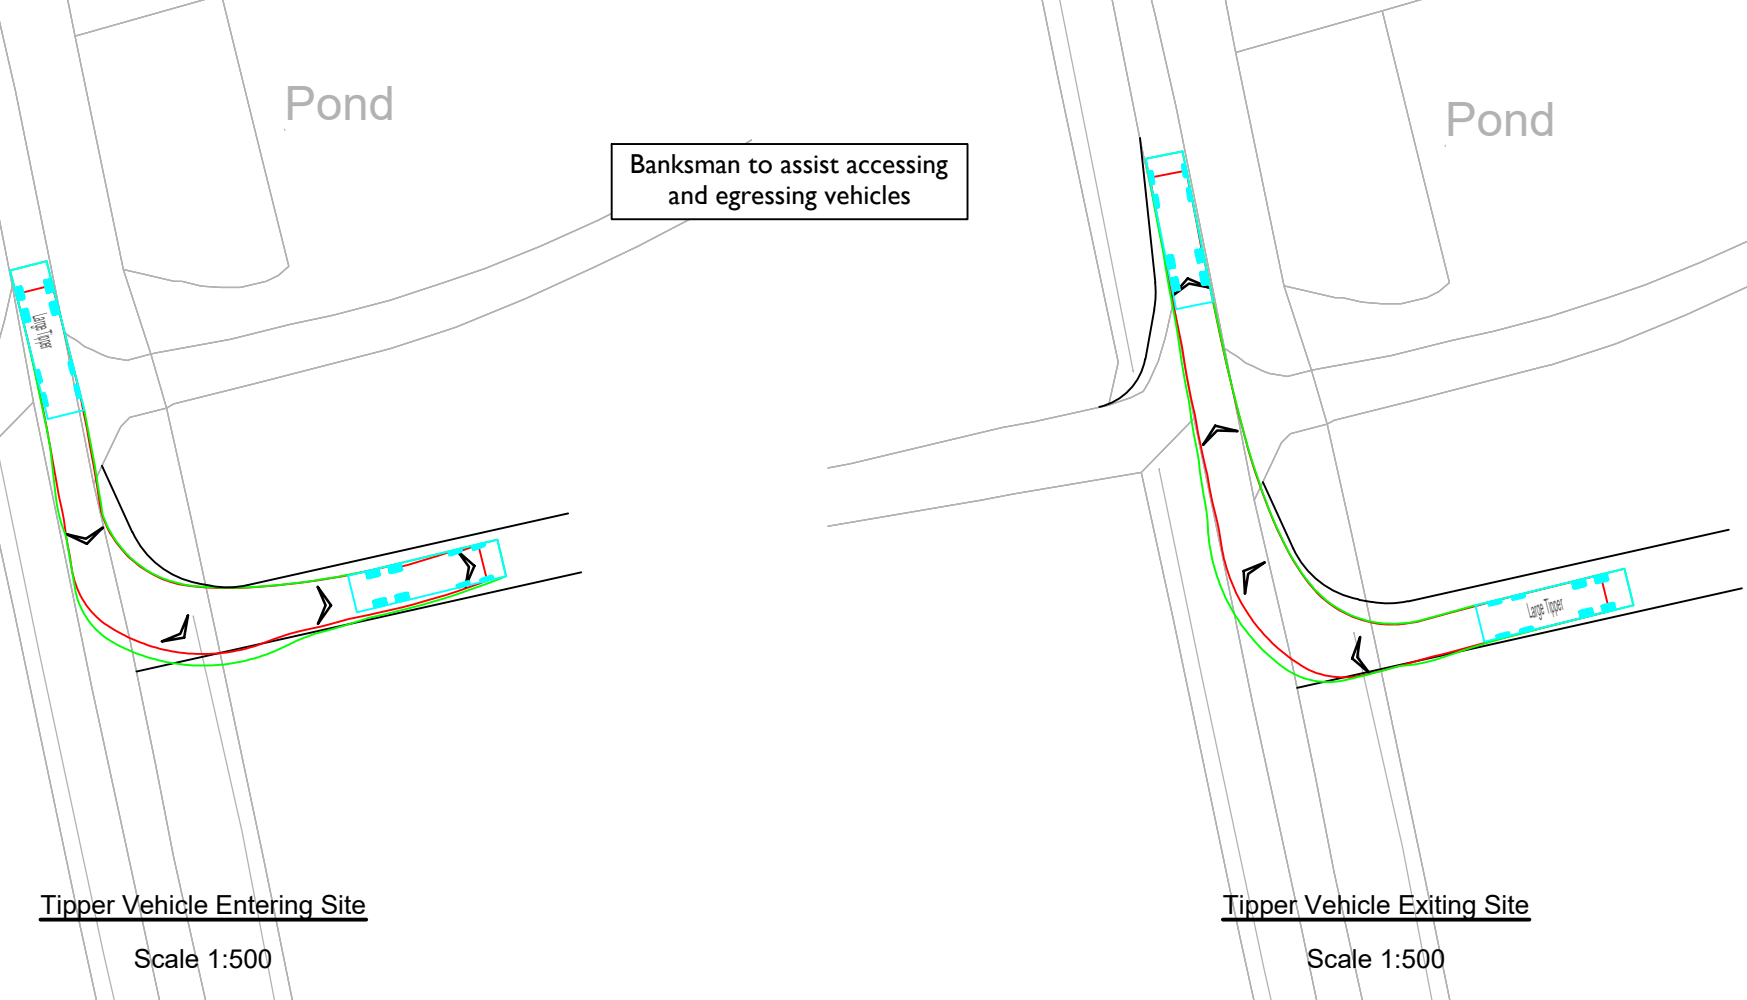 Pond
Banksman to assist accessing
and egressing vehicles
Pond
Large Tipper
Large Tipper
Tipper Vehicle Entering Site
Scale 1:500
Tipper Vehicle Exiting Site
Scale 1:500